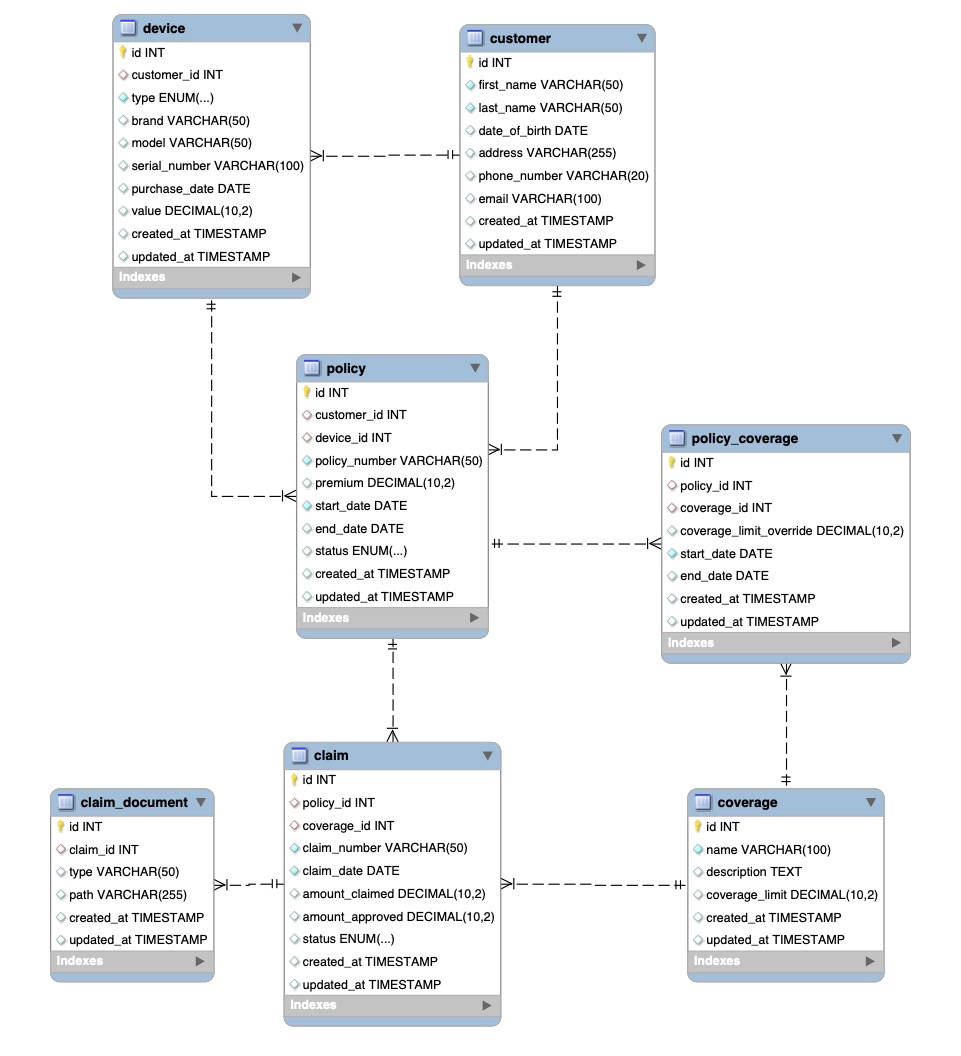 device
id INT
customer_id INT
type ENUM(...)
brand VARCHAR(50)
model VARCHAR(50)
serial_number VARCHAR(100)
purchase_date DATE
value DECIMAL(10,2)
created_at TIMESTAMP
updated_at TIMESTAMP
Indexes
customer
id INT
first_name VARCHAR(50)
last_name VARCHAR(50)
date_of_birth DATE
address VARCHAR(255)
phone_number VARCHAR(20)
email VARCHAR(100)
created_at TIMESTAMP
updated_at TIMESTAMP
Indexes
policy
id INT
customer_id INT
device_id INT
policy_number VARCHAR(50)
premium DECIMAL(10,2)
start_date DATE
end_date DATE
status ENUM(...)
created_at TIMESTAMP
updated_at TIMESTAMP
Indexes
policy_coverage
id INT
policy_id INT
coverage_id INT
coverage_limit_override DECIMAL(10,2)
start_date DATE
end_date DATE
created_at TIMESTAMP
updated_at TIMESTAMP
Indexes
claim_document
id INT
claim_id INT
type VARCHAR(50)
path VARCHAR(255)
created_at TIMESTAMP
updated_at TIMESTAMP
Indexes
claim
id INT
policy_id INT
coverage_id INT
claim_number VARCHAR(50)
claim_date DATE
amount_claimed DECIMAL(10,2)
amount_approved DECIMAL(10,2)
status ENUM(...)
created_at TIMESTAMP
updated_at TIMESTAMP
Indexes
coverage
id INT
name VARCHAR(100)
description TEXT
coverage_limit DECIMAL(10,2)
created_at TIMESTAMP
updated_at TIMESTAMP
Indexes